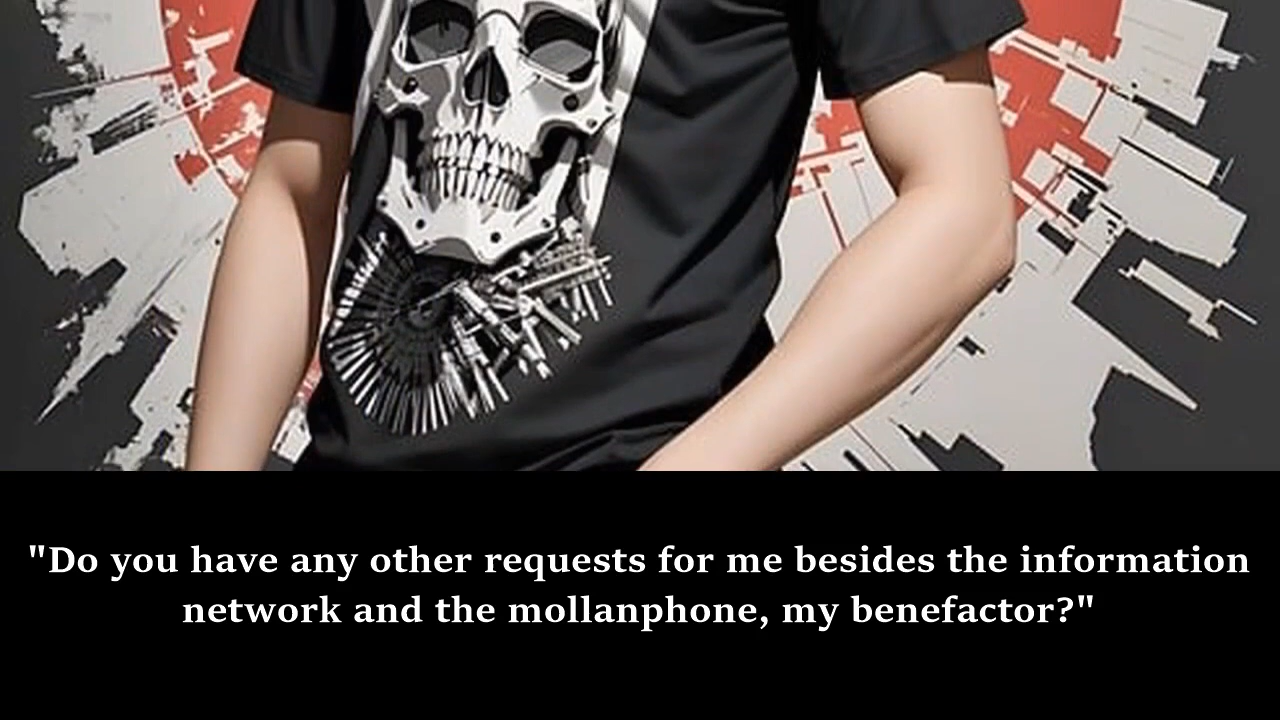 "Do you have any other requests for me besides the information
network and the mollanphone, my benefactor?"